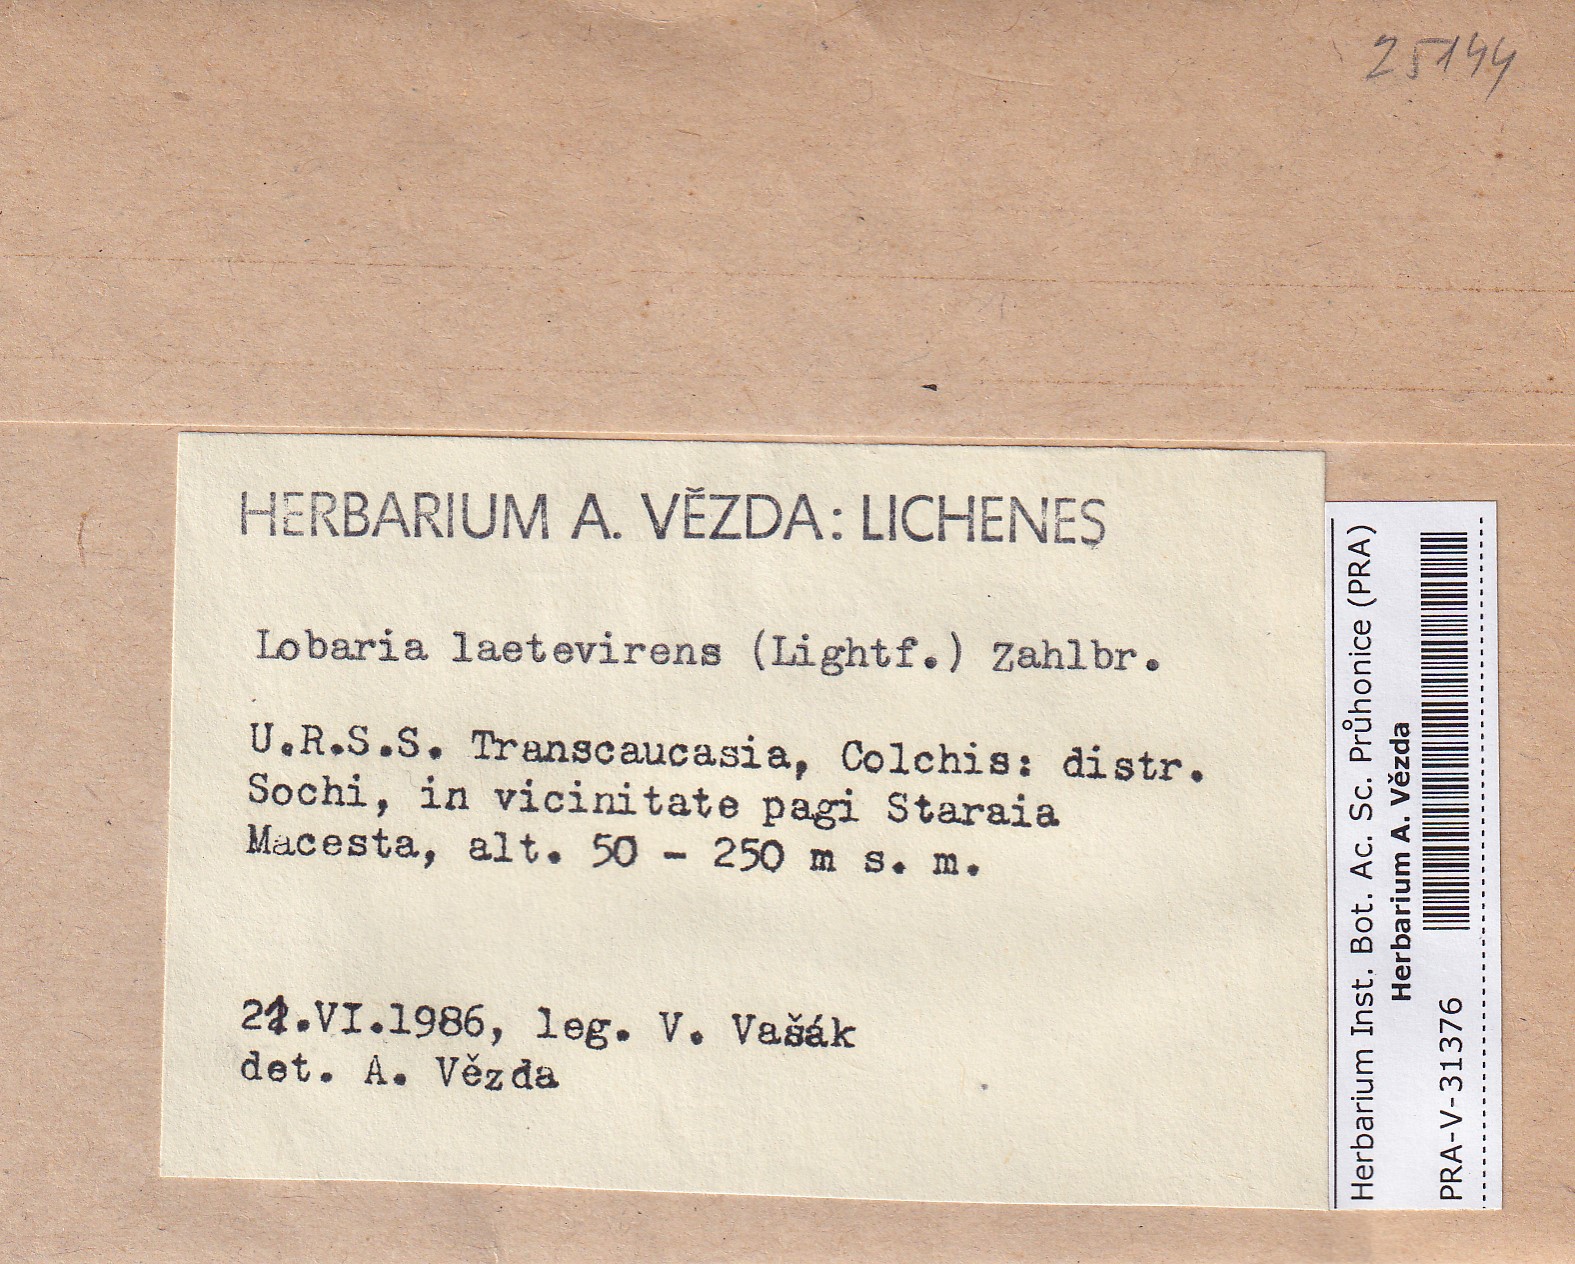 25144
HERBARIUM A. VĚZDA: LICHENES
Lobaria laetevirens (Lightf.) Zahlbr.
U.R.S.S. Transcaucasia, Colchis: distr.
Sochi, in vicinitate pagi Staraia
Macesta, alt. 50 - 250 m s. m.
.VI.1986, leg. V. Vašák
det. A. Vězda
Herbarium Inst. Bot. Ac. Sc. Průhonice (PRA)
Herbarium A. Vězda
PRA-V-31376